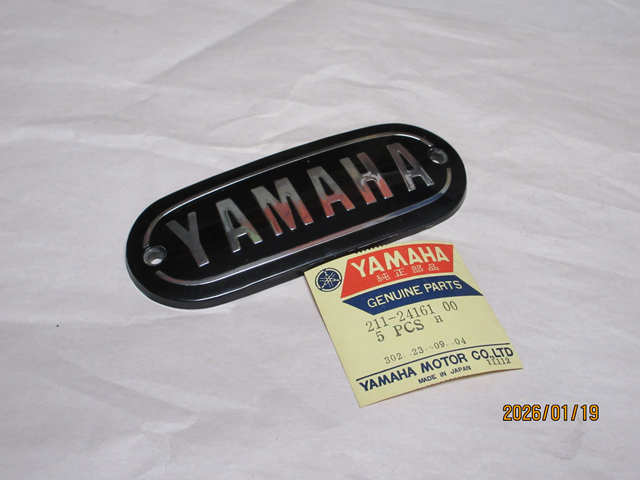 YAMAHA
YAMAHA
純正部品
GENUINE PARTS
211-24161 00
5 PCS H
302 23 09 04
YAMAHA MOTOR CO.,LTD
MADE IN JAPAN 11112
2026/01/19